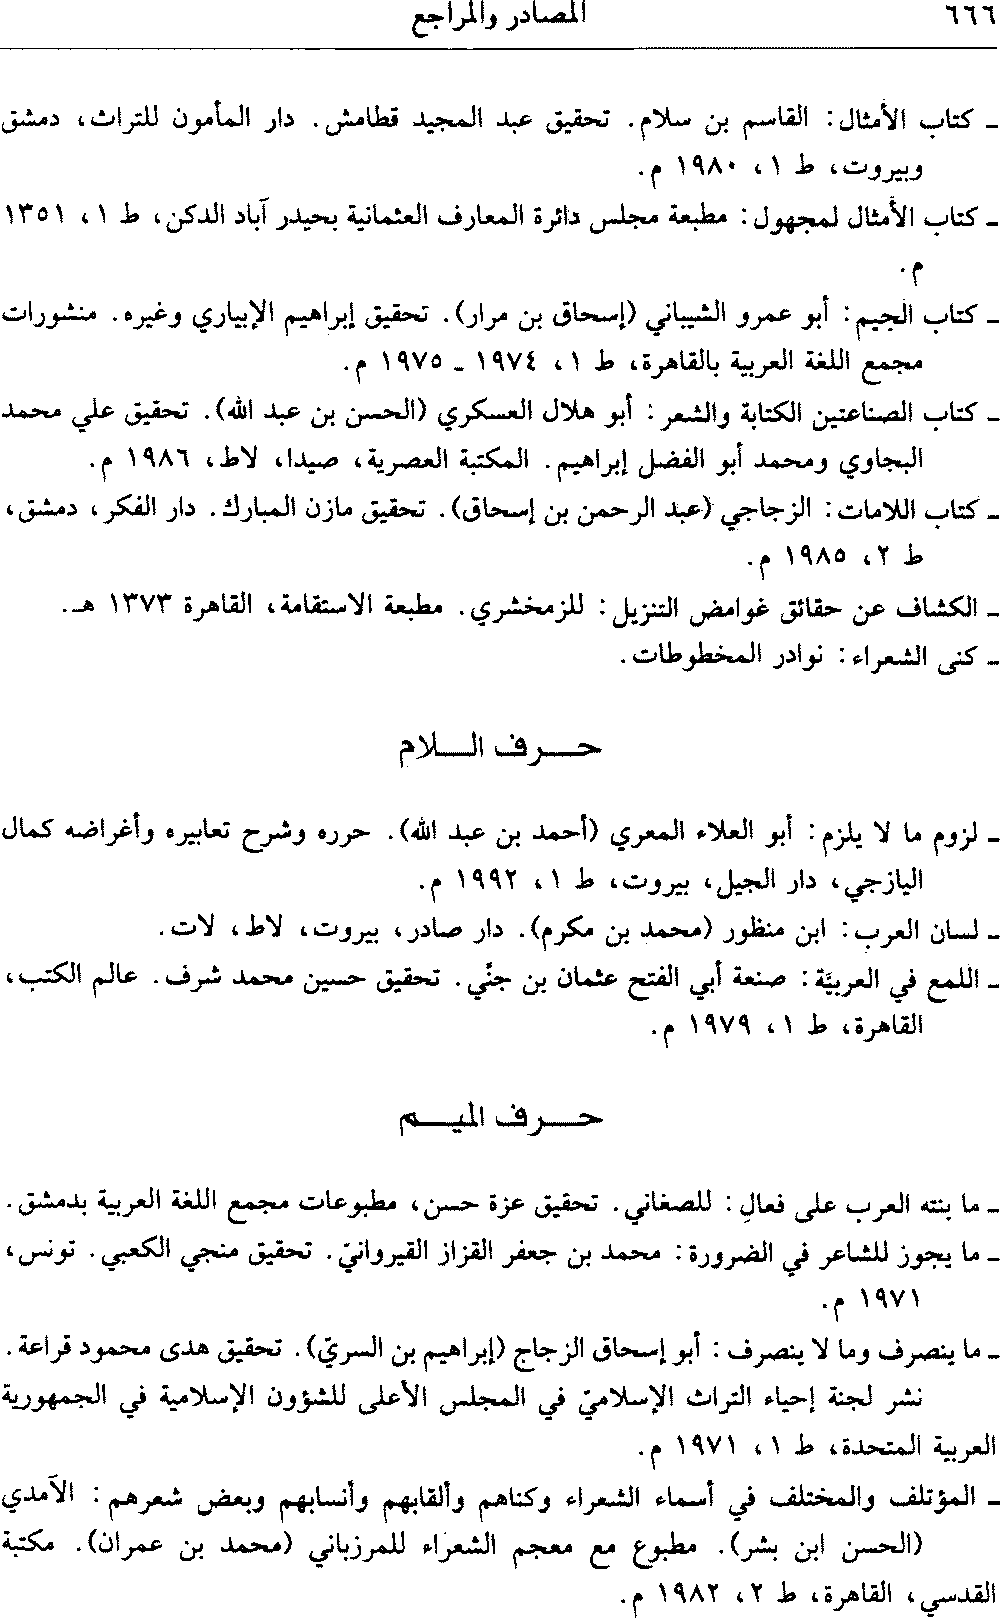 ٦٦٦ المصادر والمراجع
ـ كتاب الأمثال: القاسم بن سلام. تحقيق عبد المجيد قطامش. دار المأمون للتراث، دمشق
وبيروت، ط ١، ١٩٨٠ م.
ـ كتاب الأمثال لمجهول: مطبعة مجلس دائرة المعارف العثمانية بحيدر آباد الدكن، ط ١، ١٣٥١
م.
ـ كتاب الجيم: أبو عمرو الشيباني (إسحاق بن مرار). تحقيق إبراهيم الإبياري وغيره. منشورات
مجمع اللغة العربية بالقاهرة، ط ١، ١٩٧٤ ـ ١٩٧٥ م.
ـ كتاب الصناعتين الكتابة والشعر: أبو هلال العسكري (الحسن بن عبد الله). تحقيق علي محمد
البجاوي ومحمد أبو الفضل إبراهيم. المكتبة العصرية، صيدا، لاط، ١٩٨٦ م.
ـ كتاب اللامات: الزجاجي (عبد الرحمن بن إسحاق). تحقيق مازن المبارك. دار الفكر، دمشق،
ط ٢، ١٩٨٥ م.
ـ الكشاف عن حقائق غوامض التنزيل: للزمخشري. مطبعة الاستقامة، القاهرة ١٣٧٣ هـ.
ـ كنى الشعراء: نوادر المخطوطات.
حرف اللام
ـ لزوم ما لا يلزم: أبو العلاء المعري (أحمد بن عبد الله). حرره وشرح تعابيره وأغراضه كمال
اليازجي، دار الجيل، بيروت، ط ١، ١٩٩٢ م.
ـ لسان العرب: ابن منظور (محمد بن مكرم). دار صادر، بيروت، لاط، لات.
ـ اللمع في العربيَّة: صنعة أبي الفتح عثمان بن جنّي. تحقيق حسين محمد شرف. عالم الكتب،
القاهرة، ط ١، ١٩٧٩ م.
حرف الميم
ـ ما بنته العرب على فعالِ: للصغاني. تحقيق عزة حسن، مطبوعات مجمع اللغة العربية بدمشق.
ـ ما يجوز للشاعر في الضرورة: محمد بن جعفر القزاز القيروانيّ. تحقيق منجي الكعبي. تونس،
١٩٧١ م.
ـ ما ينصرف وما لا ينصرف: أبو إسحاق الزجاج (إبراهيم بن السريّ). تحقيق هدى محمود قراعة.
نشر لجنة إحياء التراث الإسلاميّ في المجلس الأعلى للشؤون الإسلامية في الجمهورية
العربية المتحدة، ط ١، ١٩٧١ م.
ـ المؤتلف والمختلف في أسماء الشعراء وكناهم وألقابهم وأنسابهم وبعض شعرهم: الآمدي
(الحسن ابن بشر). مطبوع مع معجم الشعراء للمرزباني (محمد بن عمران). مكتبة
القدسي، القاهرة، ط ٢، ١٩٨٢ م.